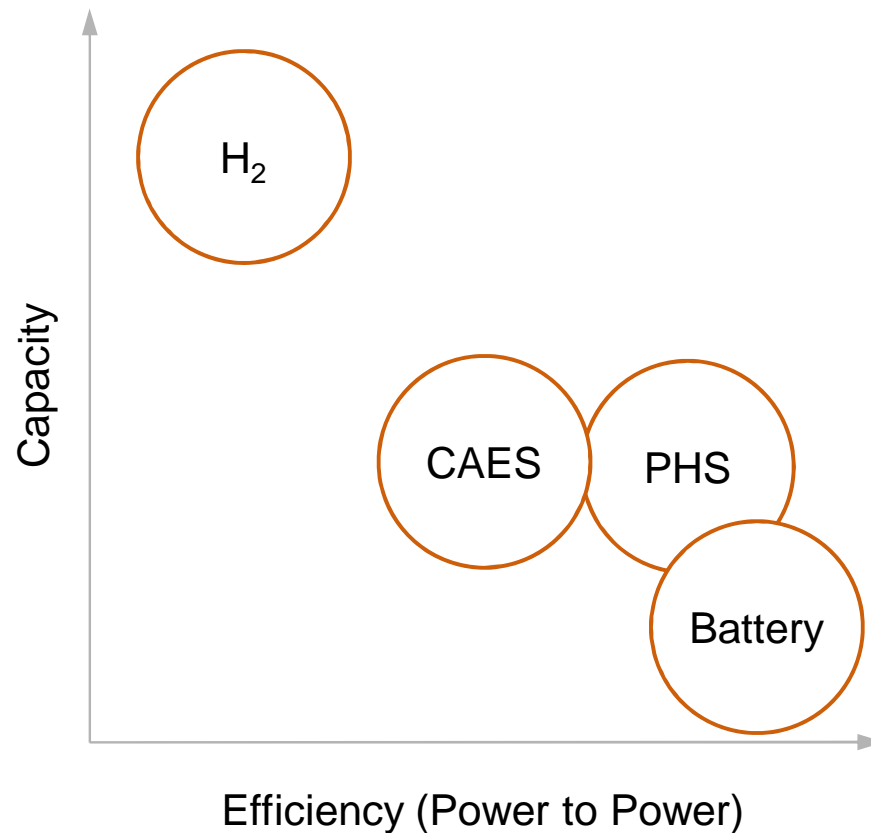 H₂
Capacity
CAES
PHS
Battery
Efficiency (Power to Power)